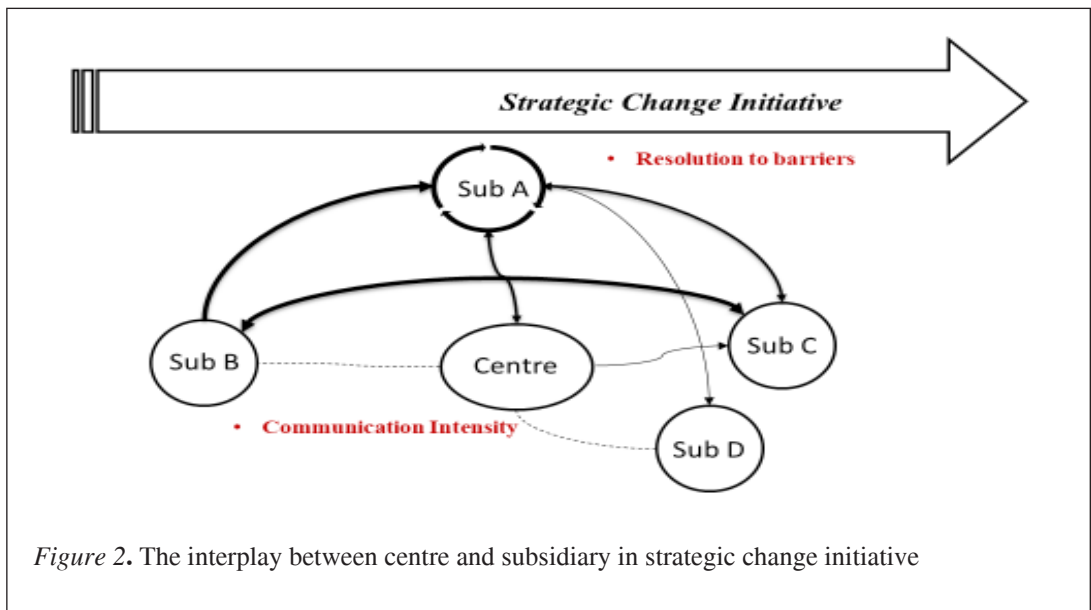 Strategic Change Initiative
• Resolution to barriers
Sub A
Sub B
Centre
Sub C
• Communication Intensity
Sub D
Figure 2. The interplay between centre and subsidiary in strategic change initiative